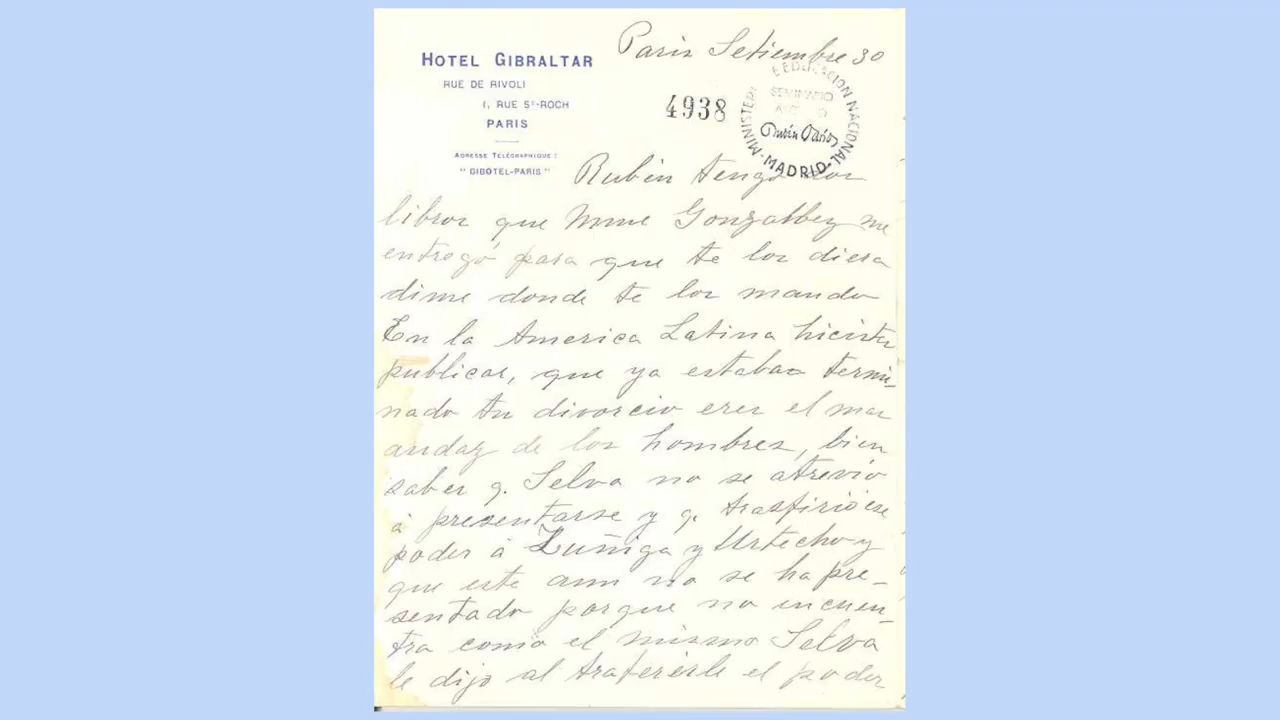 HOTEL GIBRALTAR
RUE DE RIVOLI
1, RUE St-ROCH
PARIS
ADRESSE TÉLÉGRAPHIQUE:
"GIBOTEL-PARIS"
Paris Setiembre 30
4938
EDUCACION NACIONAL
SEMINARIO
Rubén Darío
MINISTERI
·MADRID·
Rubén tengo los
libros que Mme Gonzalbez me
entregó para que te los diera
dime donde te los mando
En la America Latina hiciste
publicar, que ya estaba termi-
nado tu divorcio eres el mas
audaz de los hombres, bien
sabes q. Selva no se atrevió
á presentarse y q. trasfirió ese
poder á Zuñiga y Urtecho y
que este aun no se ha pre-
sentado porque no encuen-
tra como el mismo Selva
le dijo al traferirle el poder